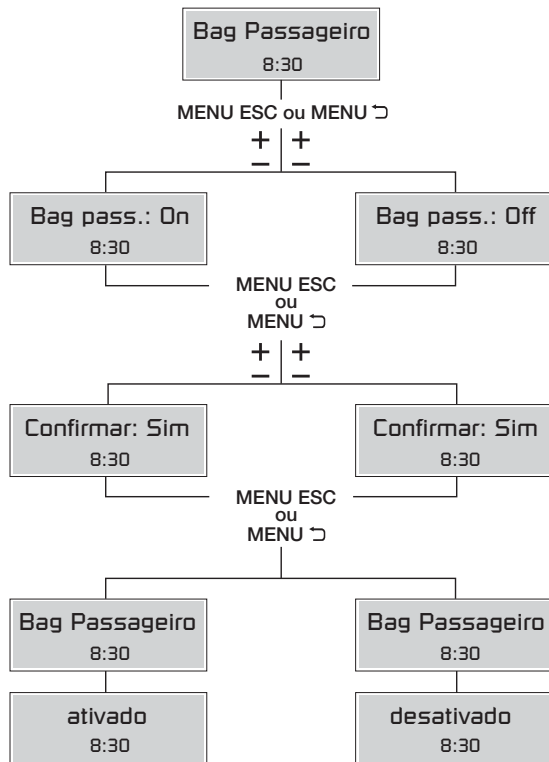 Bag Passageiro
8:30
MENU ESC ou MENU ⮌
+ +
− −
Bag pass.: On
8:30
Bag pass.: Off
8:30
MENU ESC
ou
MENU ⮌
+ +
− −
Confirmar: Sim
8:30
Confirmar: Sim
8:30
MENU ESC
ou
MENU ⮌
Bag Passageiro
8:30
Bag Passageiro
8:30
ativado
8:30
desativado
8:30